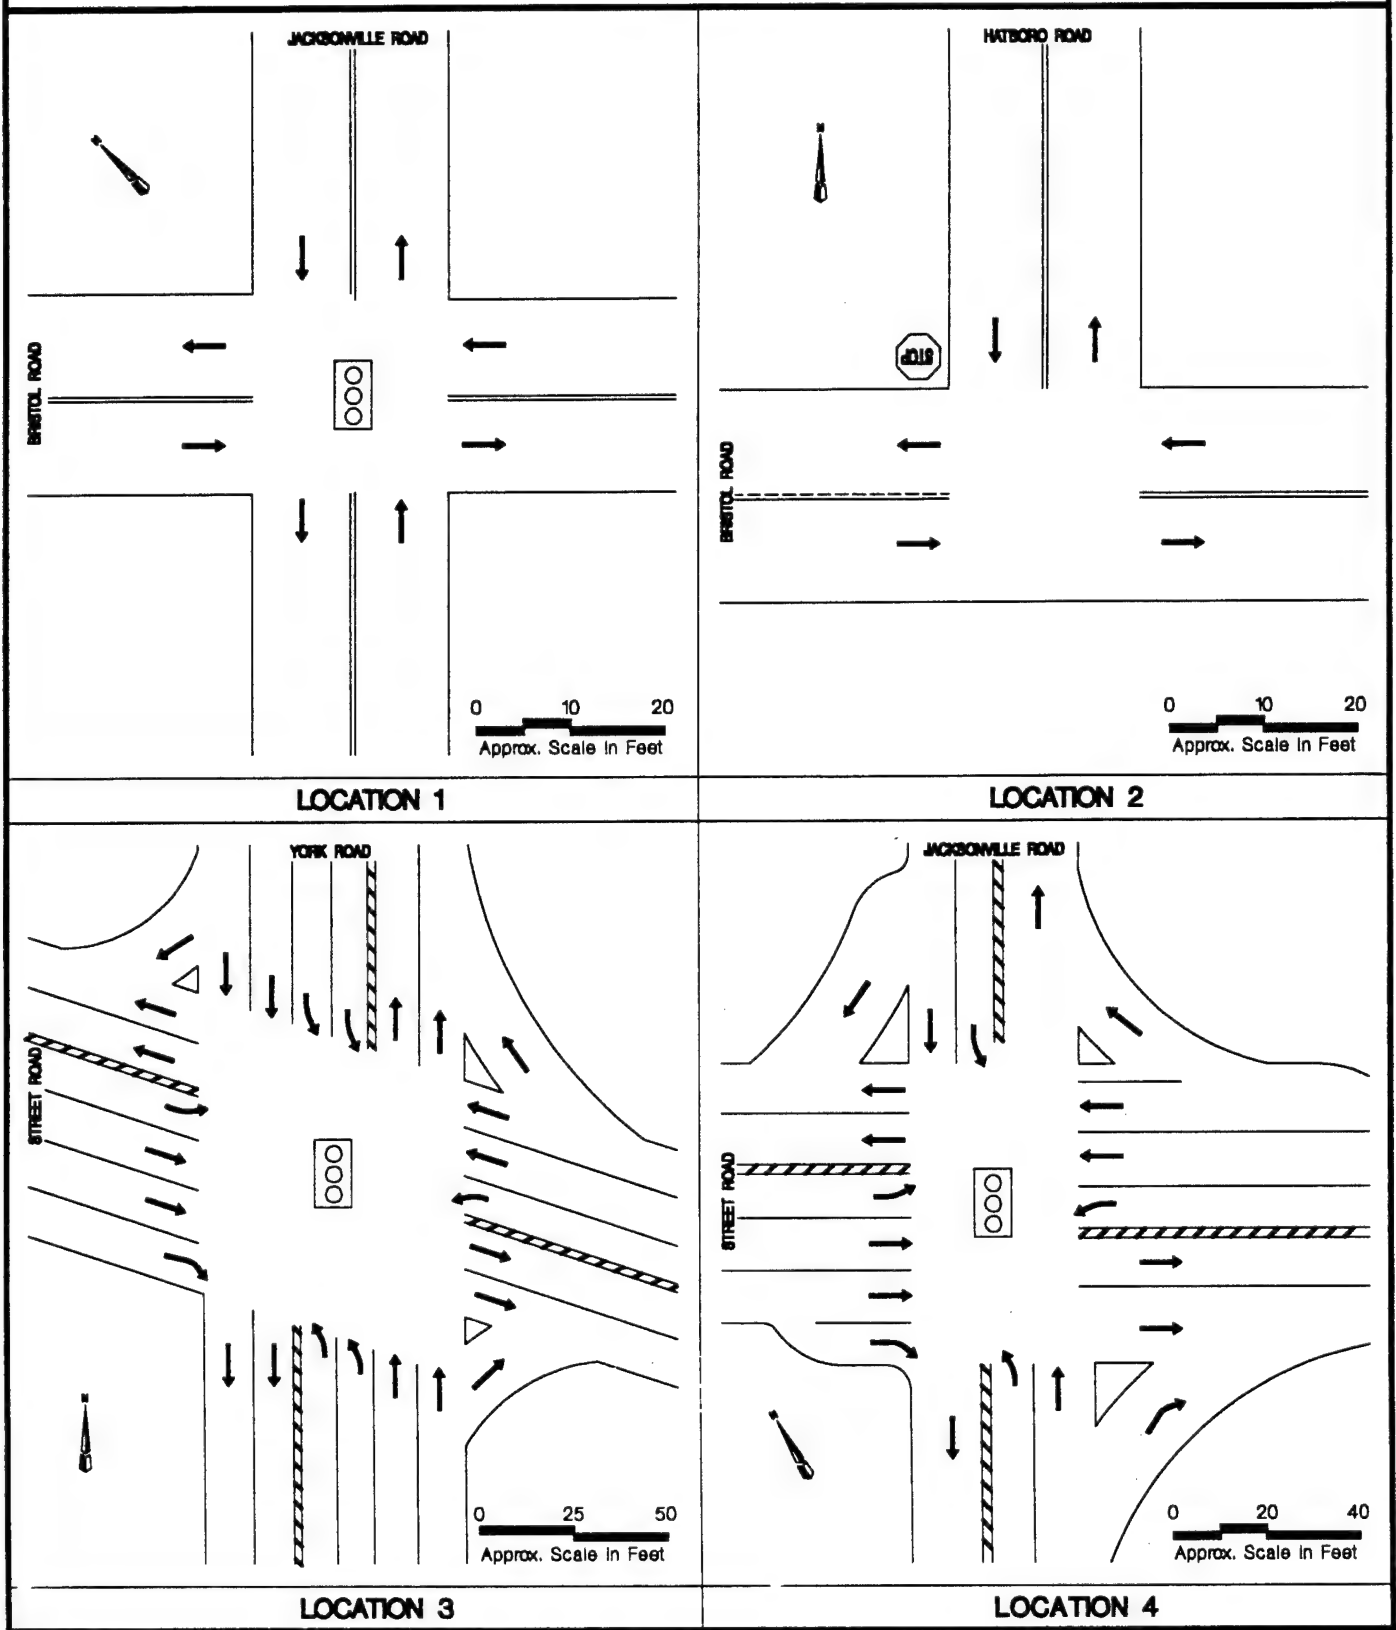 JACKSONVILLE ROAD
N
BRISTOL ROAD
0 10 20
Approx. Scale in Feet
LOCATION 1
HATBORO ROAD
N
STOP
BRISTOL ROAD
0 10 20
Approx. Scale in Feet
LOCATION 2
YORK ROAD
STREET ROAD
N
0 25 50
Approx. Scale in Feet
LOCATION 3
JACKSONVILLE ROAD
STREET ROAD
N
0 20 40
Approx. Scale in Feet
LOCATION 4